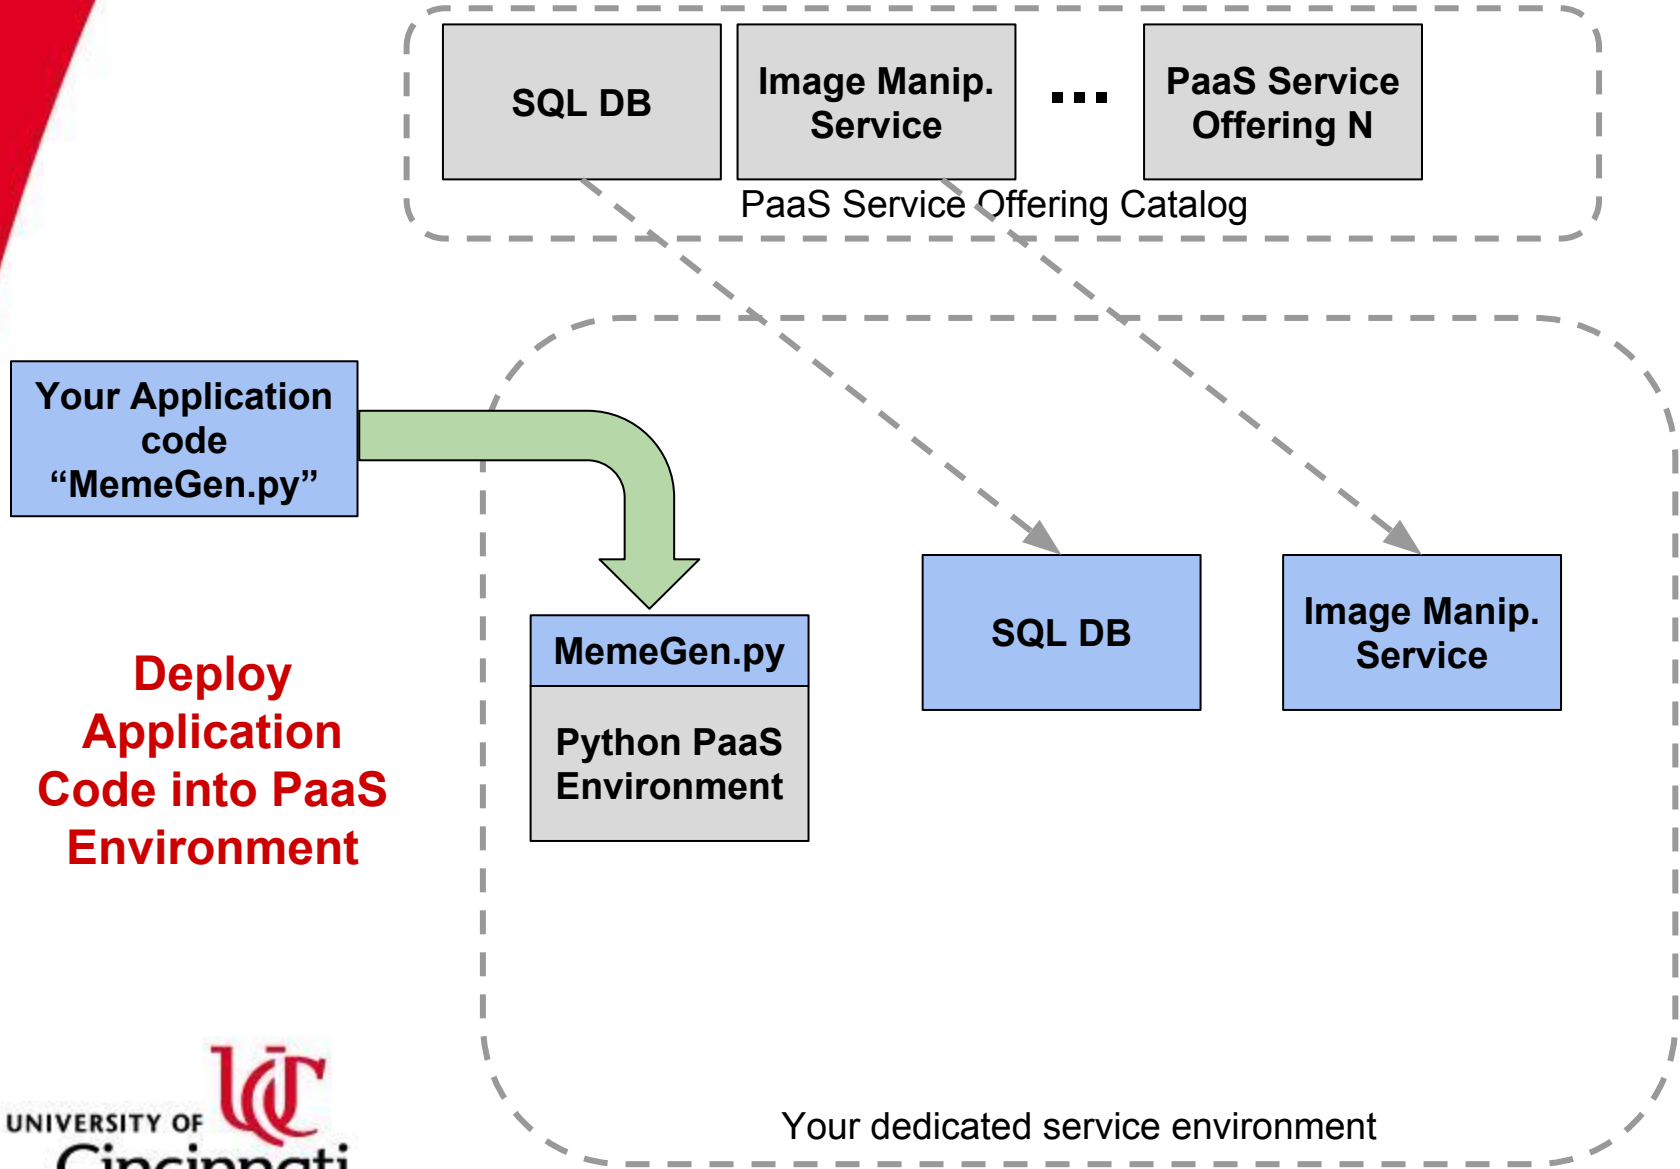 SQL DB
Image Manip.
Service
...
PaaS Service
Offering N
PaaS Service Offering Catalog
Your Application
code
“MemeGen.py”
MemeGen.py
Python PaaS
Environment
SQL DB
Image Manip.
Service
Deploy
Application
Code into PaaS
Environment
Your dedicated service environment
UC
UNIVERSITY OF
Cincinnati